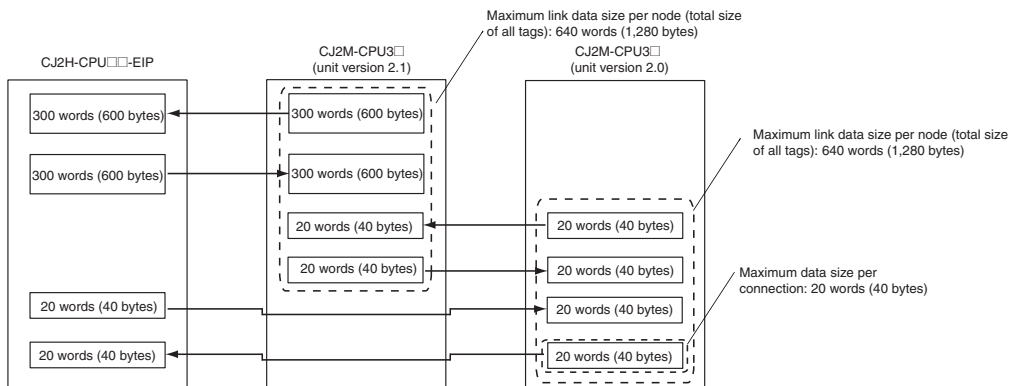 Maximum link data size per node (total size
of all tags): 640 words (1,280 bytes)
CJ2H-CPU□□-EIP
CJ2M-CPU3□
(unit version 2.1)
CJ2M-CPU3□
(unit version 2.0)
300 words (600 bytes)
300 words (600 bytes)
Maximum link data size per node (total size
of all tags): 640 words (1,280 bytes)
300 words (600 bytes)
300 words (600 bytes)
20 words (40 bytes)
20 words (40 bytes)
20 words (40 bytes)
20 words (40 bytes)
Maximum data size per
connection: 20 words (40 bytes)
20 words (40 bytes)
20 words (40 bytes)
20 words (40 bytes)
20 words (40 bytes)